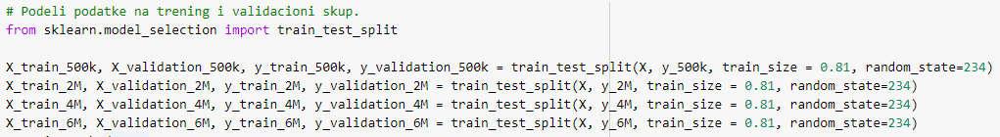 # Podeli podatke na trening i validacioni skup.
from sklearn.model_selection import train_test_split
X_train_500k, X_validation_500k, y_train_500k, y_validation_500k = train_test_split(X, y_500k, train_size = 0.81, random_state=234)
X_train_2M, X_validation_2M, y_train_2M, y_validation_2M = train_test_split(X, y_2M, train_size = 0.81, random_state=234)
X_train_4M, X_validation_4M, y_train_4M, y_validation_4M = train_test_split(X, y_4M, train_size = 0.81, random_state=234)
X_train_6M, X_validation_6M, y_train_6M, y_validation_6M = train_test_split(X, y_6M, train_size = 0.81, random_state=234)